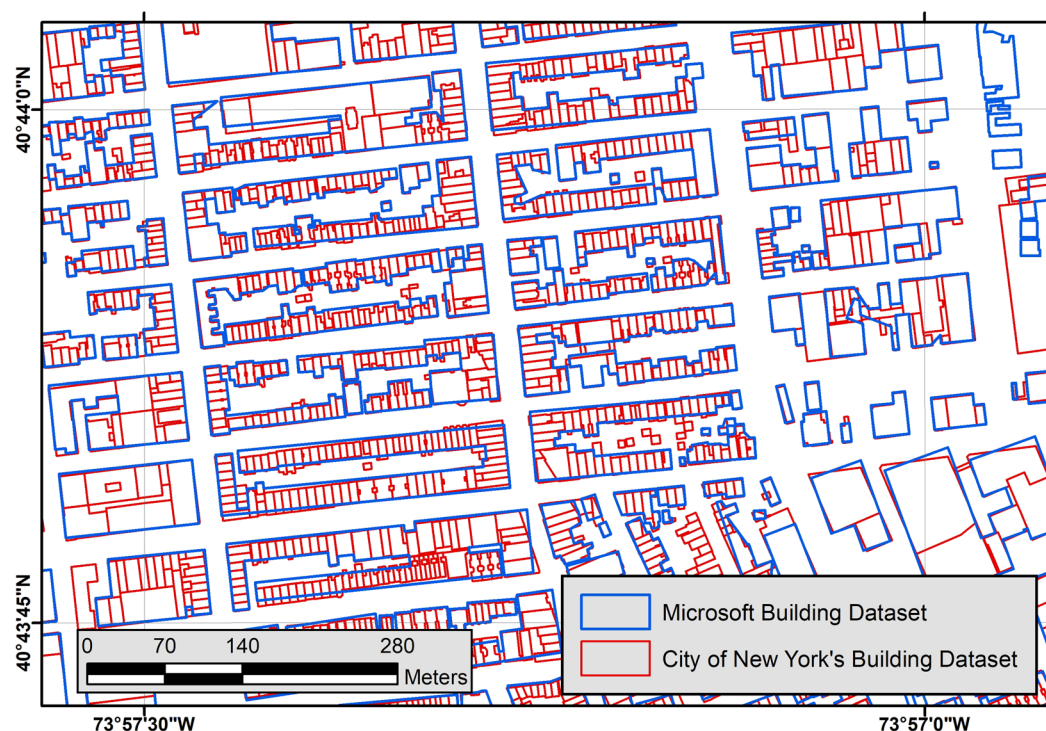 40°44'0"N
40°43'45"N
Microsoft Building Dataset
City of New York's Building Dataset
0 70 140 280
Meters
73°57'30"W 73°57'0"W